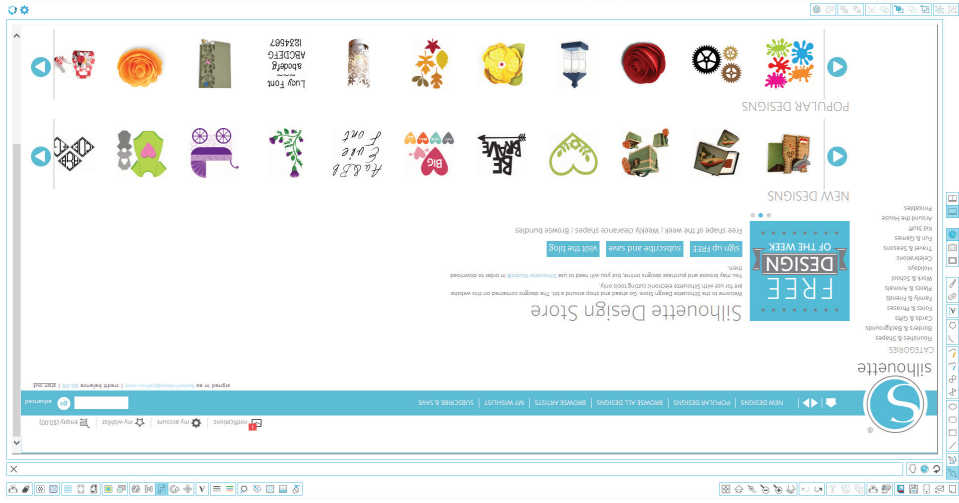 notifications | my account | my wishlist | empty ($0.00)
NEW DESIGNS | POPULAR DESIGNS | BROWSE ALL DESIGNS | BROWSE ARTISTS | MY WISHLIST | SUBSCRIBE & SAVE
go advanced
signed in as
| credit balance $0.00 | sign out
silhouette
CATEGORIES
Flourishes & Shapes
Borders & Backgrounds
Cards & Gifts
Fonts & Phrases
Family & Friends
Plants & Animals
Work & School
Holidays
Celebrations
Travel & Seasons
Fun & Games
Kid Stuff
Around the House
Printables
FREE
DESIGN
OF THE WEEK
Silhouette Design Store
Welcome to the Silhouette Design Store. Go ahead and shop around a bit. The designs contained on this website
are for use with Silhouette electronic cutting tools only.
You may browse and purchase designs online, but you will need to use Silhouette Studio® in order to download
them.
sign up FREE
subscribe and save
visit the blog
Free shape of the week | Weekly clearance shapes | Browse bundles
NEW DESIGNS
BE
BRAVE
BIG
AaBB
POPULAR DESIGNS
Lucy Font
abcdefg
ABCDEFG
1234567